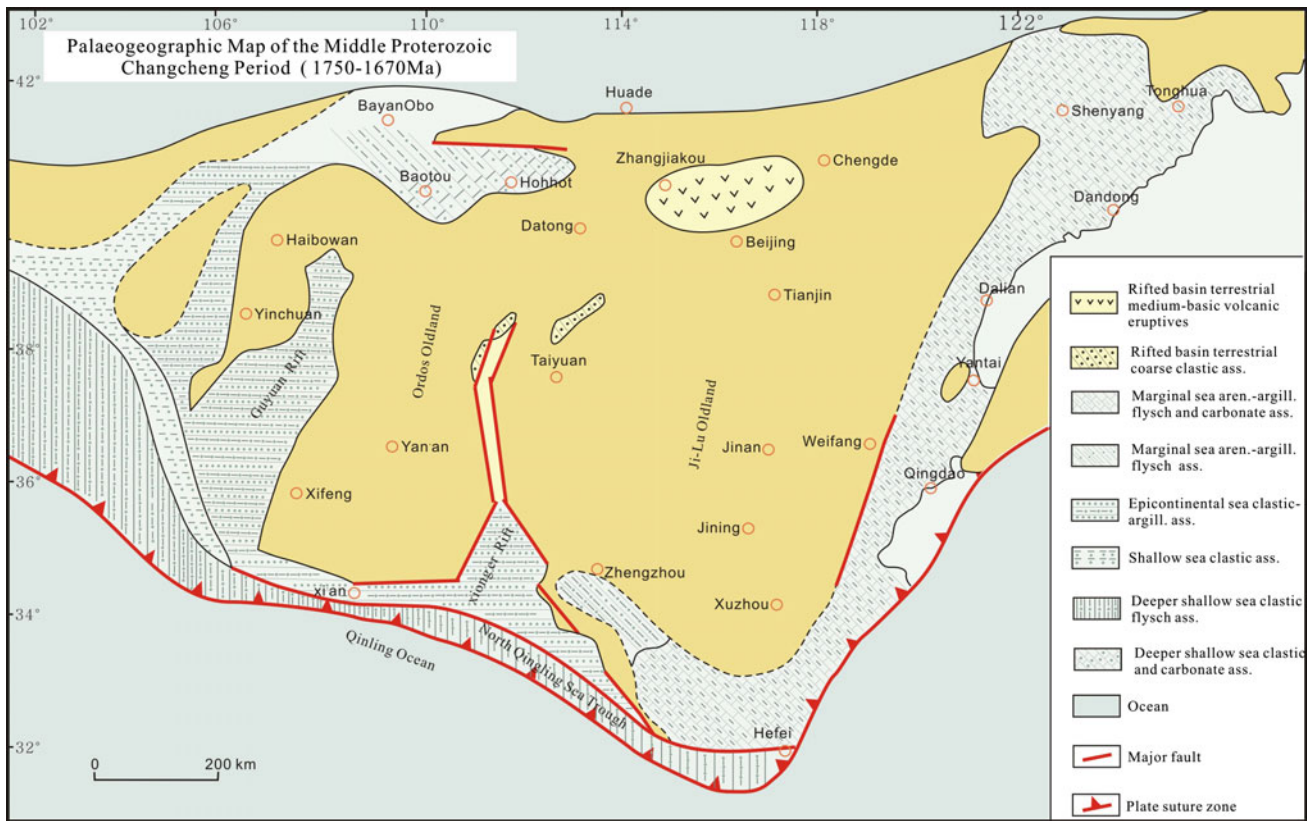 102°
106°
110°
114°
118°
122°
Palaeogeographic Map of the Middle Proterozoic
Changcheng Period ( 1750-1670Ma)
42°
38°
36°
34°
32°
Huade
BayanObo
Tonghua
Shenyang
Zhangjiakou
Chengde
Baotou
Hohhot
Dandong
Datong
Haibowan
Beijing
Tianjin
Dalian
Yinchuan
Taiyuan
Yantai
Guyuan Rift
Ordos Oldland
Ji-Lu Oldland
Yan'an
Jinan
Weifang
Qingdao
Xifeng
Jining
xionger Rift
Zhengzhou
xi'an
Xuzhou
Qinling Ocean
North Qingling Sea Trough
Hefei
0
200 km
Rifted basin terrestrial
medium-basic volcanic
eruptives
Rifted basin terrestrial
coarse clastic ass.
Marginal sea aren.-argill.
flysch and carbonate ass.
Marginal sea aren.-argill.
flysch ass.
Epicontinental sea clastic-
argill. ass.
Shallow sea clastic ass.
Deeper shallow sea clastic
flysch ass.
Deeper shallow sea clastic
and carbonate ass.
Ocean
Major fault
Plate suture zone